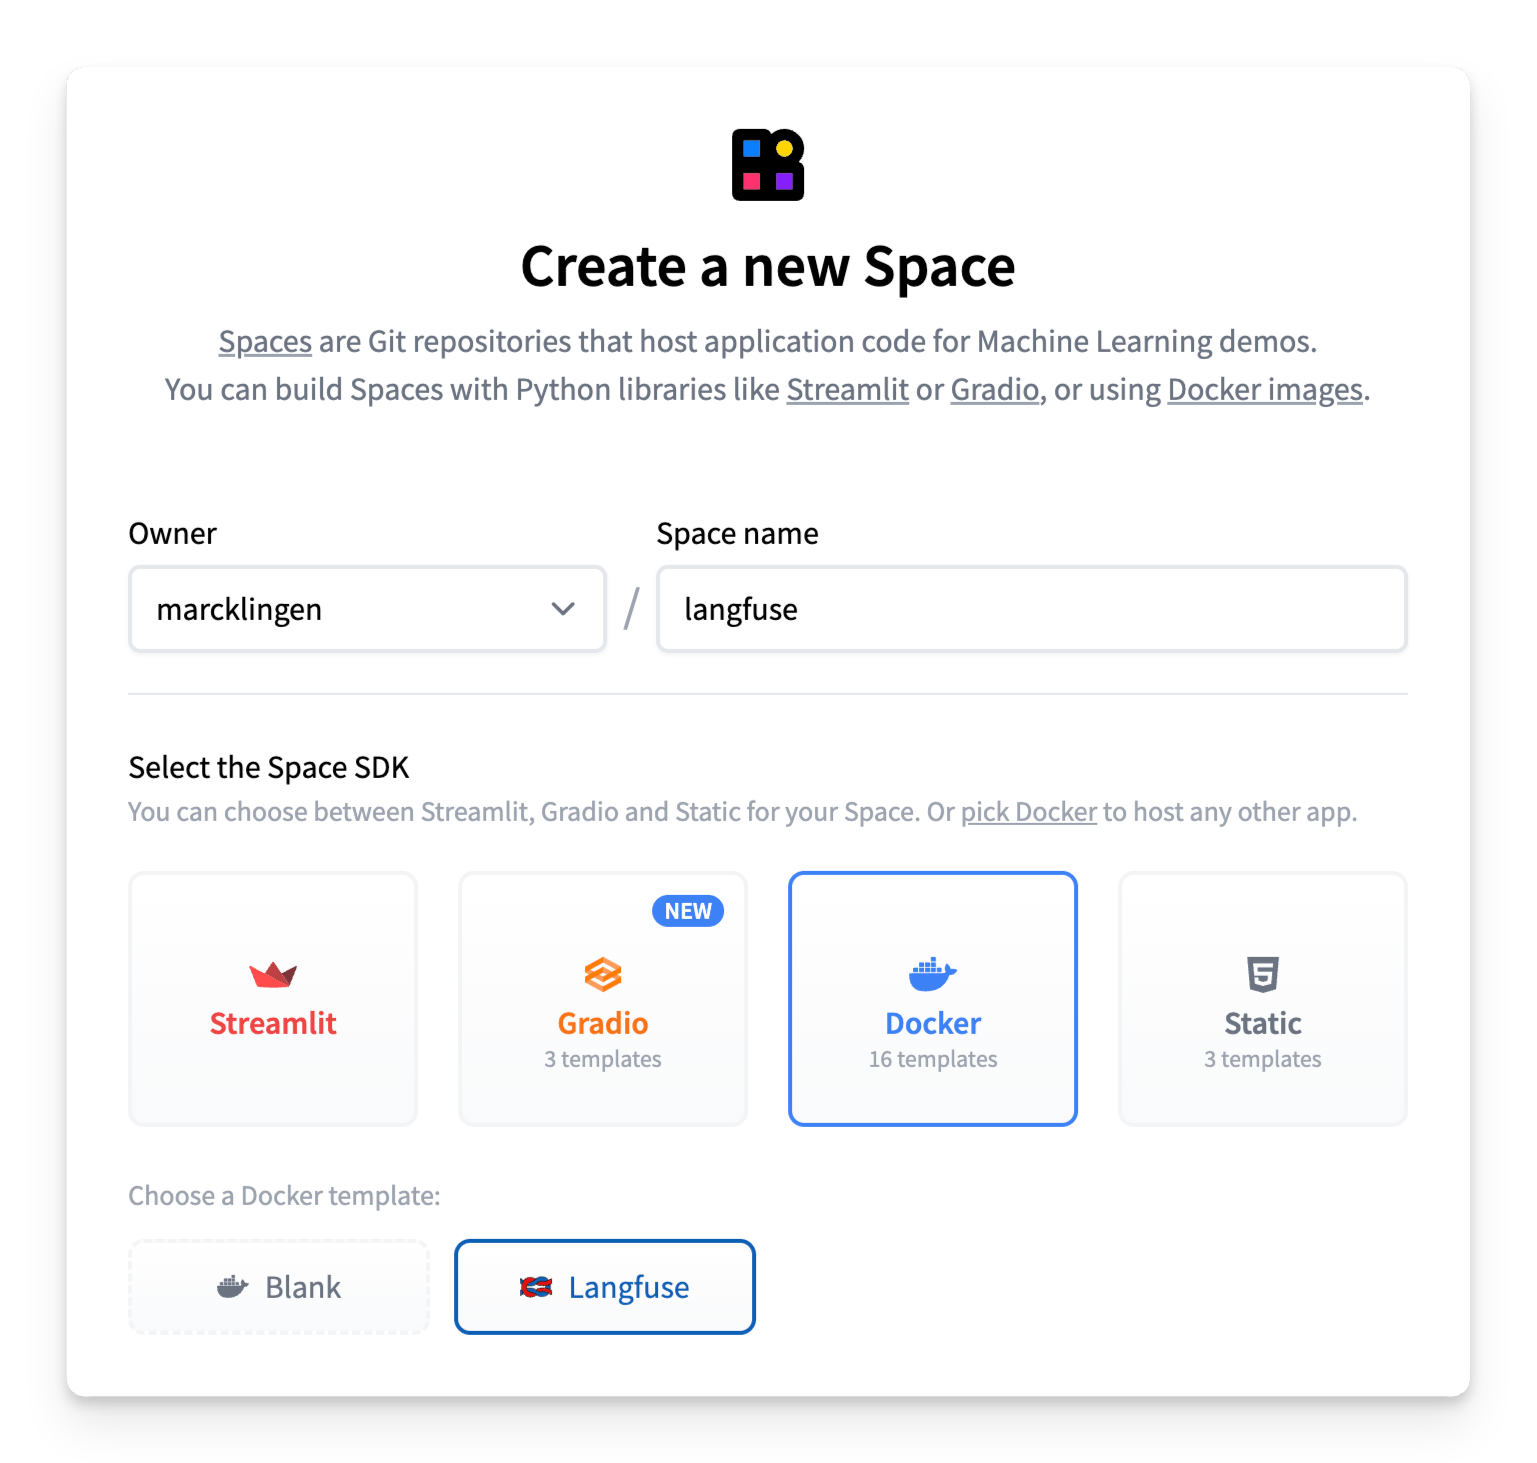 Create a new Space
Spaces are Git repositories that host application code for Machine Learning demos.
You can build Spaces with Python libraries like Streamlit or Gradio, or using Docker images.
Owner
Space name
marcklingen
/
langfuse
Select the Space SDK
You can choose between Streamlit, Gradio and Static for your Space. Or pick Docker to host any other app.
Streamlit
NEW
Gradio
3 templates
Docker
16 templates
Static
3 templates
Choose a Docker template:
Blank
Langfuse